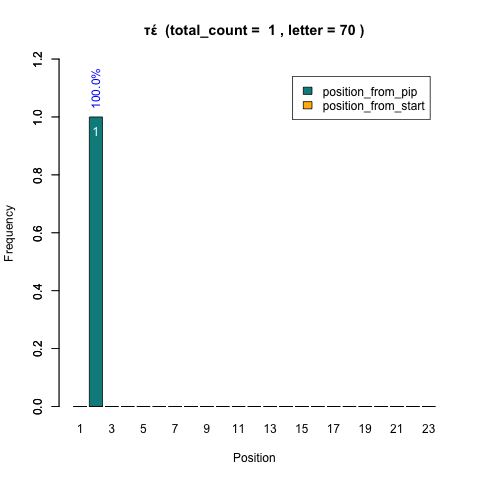 τέ (total_count = 1 , letter = 70 )
1.2
1.0
0.8
0.6
0.4
0.2
0.0
Frequency
100.0%
1
position_from_pip
position_from_start
1 3 5 7 9 11 13 15 17 19 21 23
Position